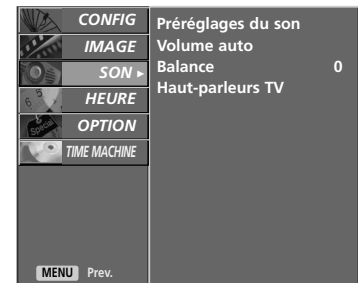 CONFIG
IMAGE
SON ▸
HEURE
OPTION
TIME MACHINE
Préréglages du son
Volume auto
Balance 0
Haut-parleurs TV
Special
MENU Prev.